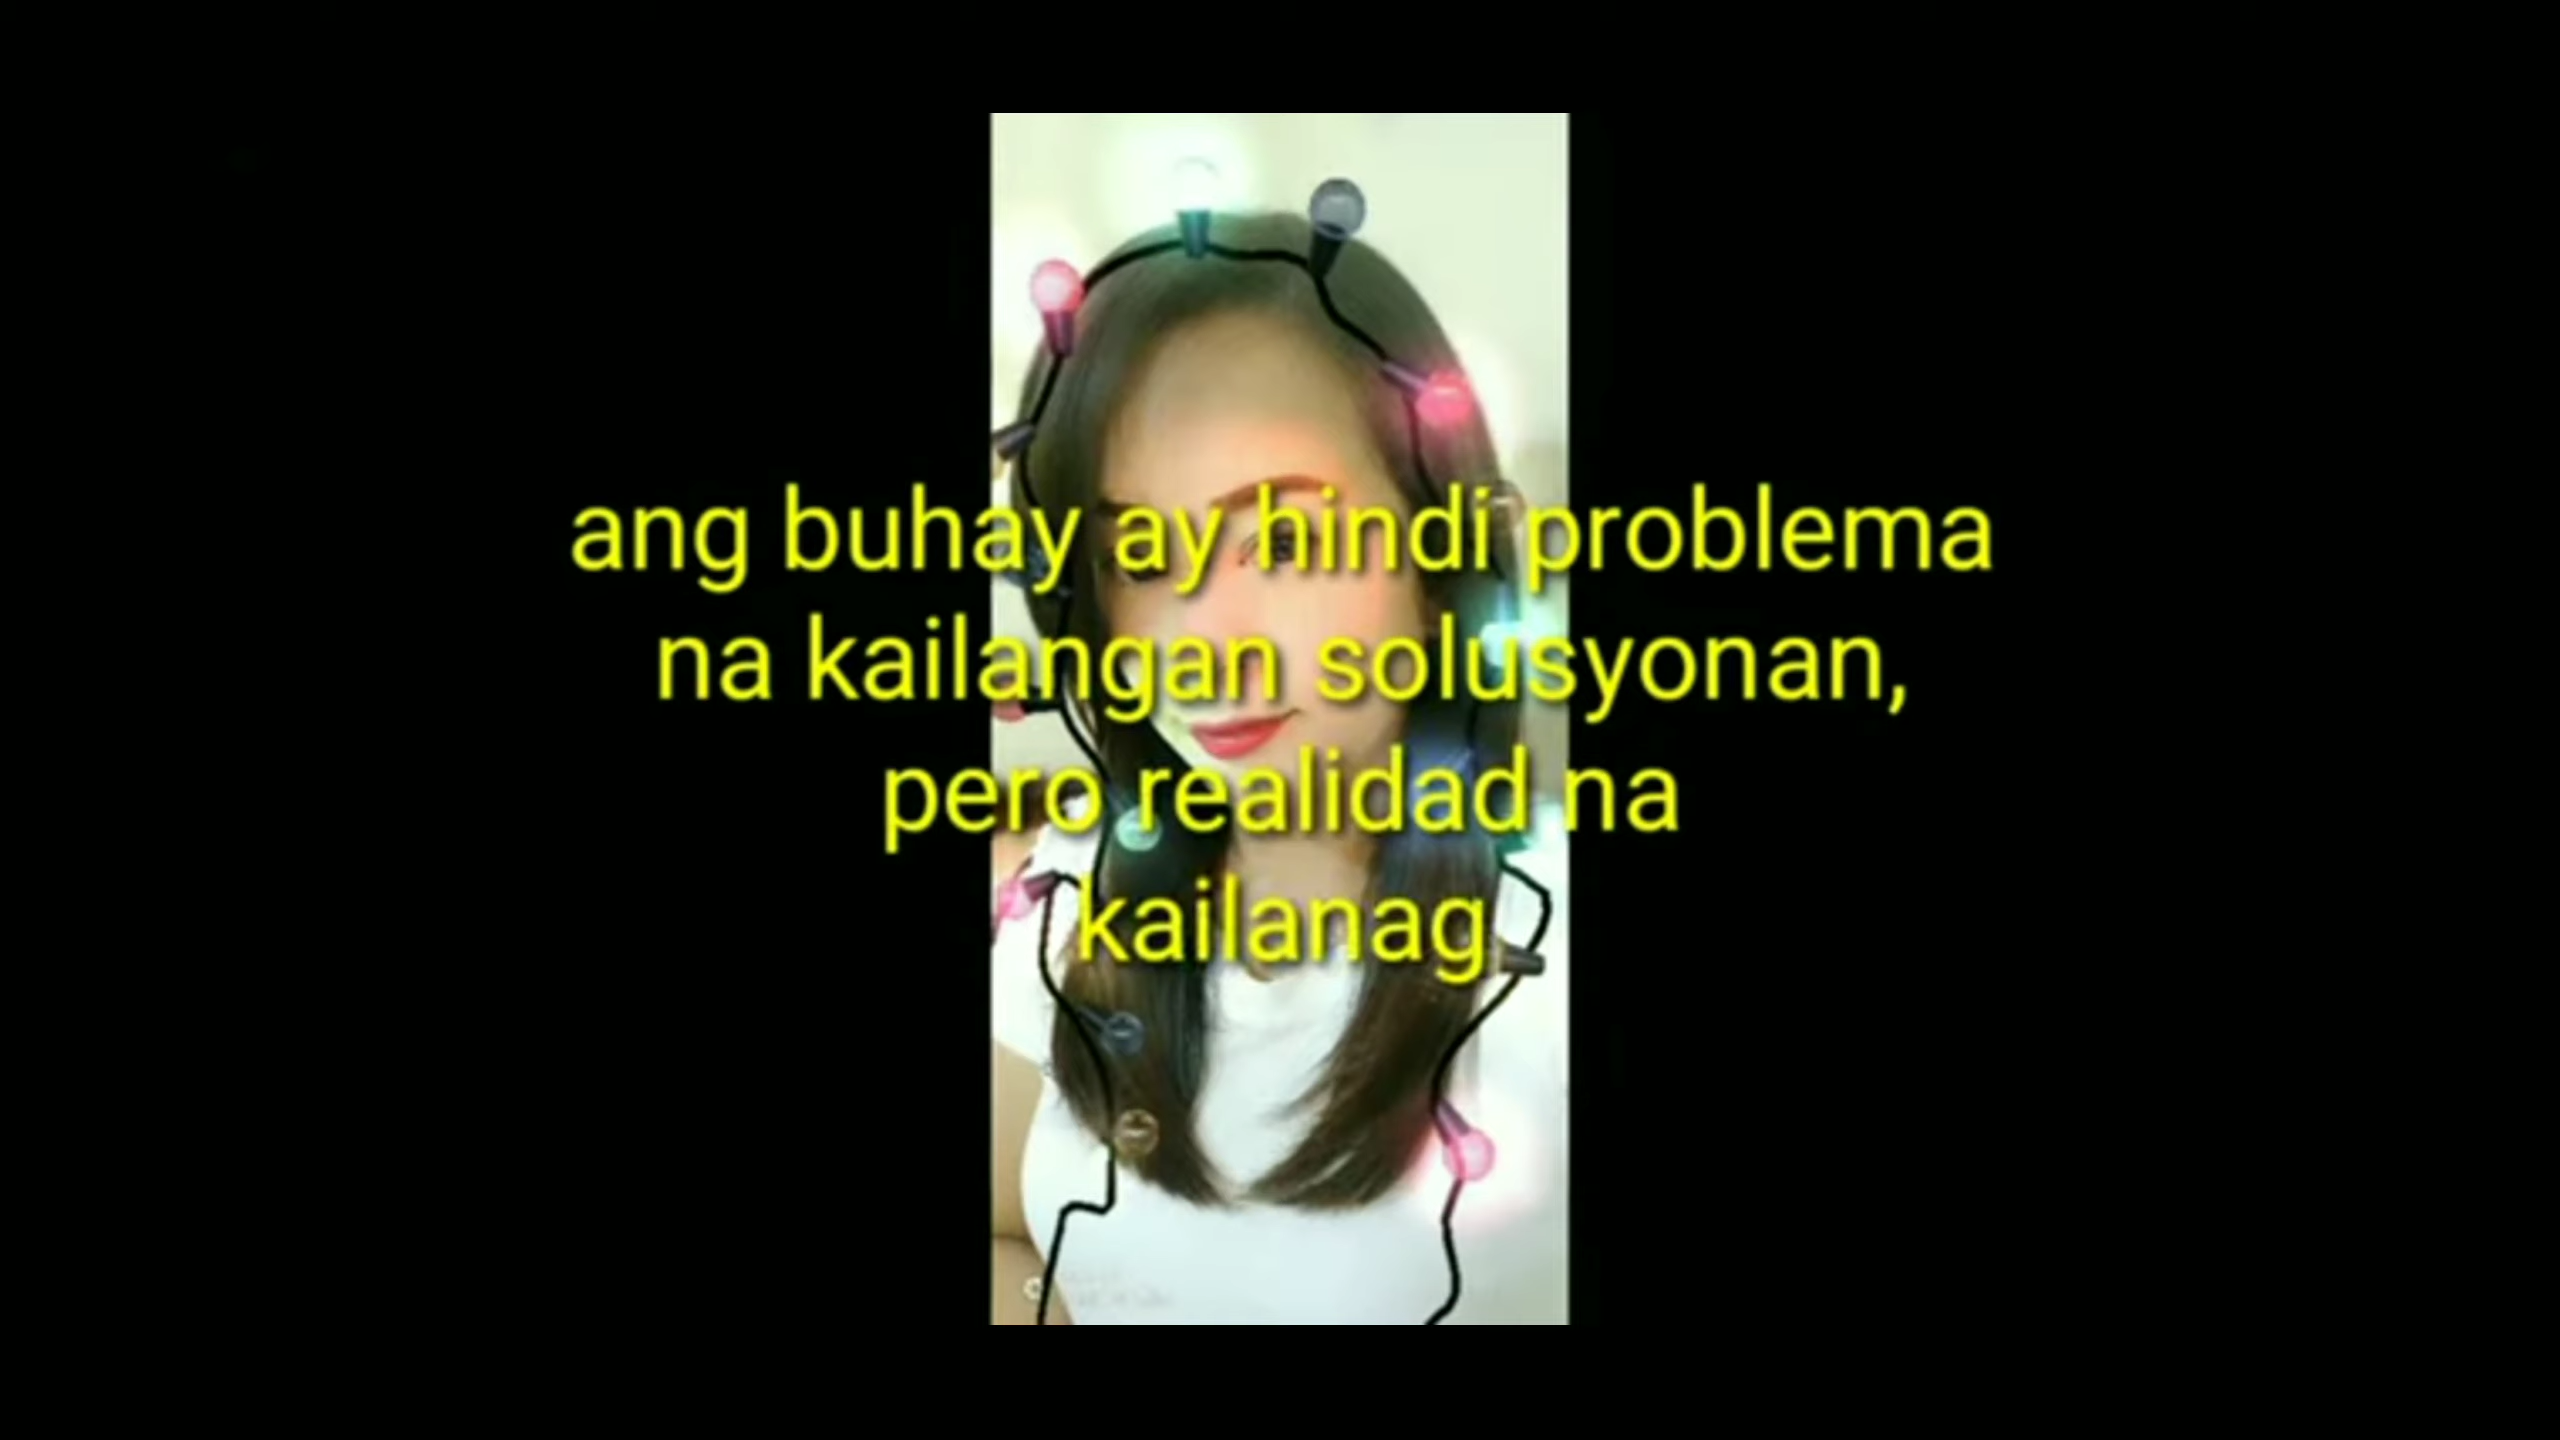 ang buhay ay hindi problema
na kailangan solusyonan,
pero realidad na
kailanag